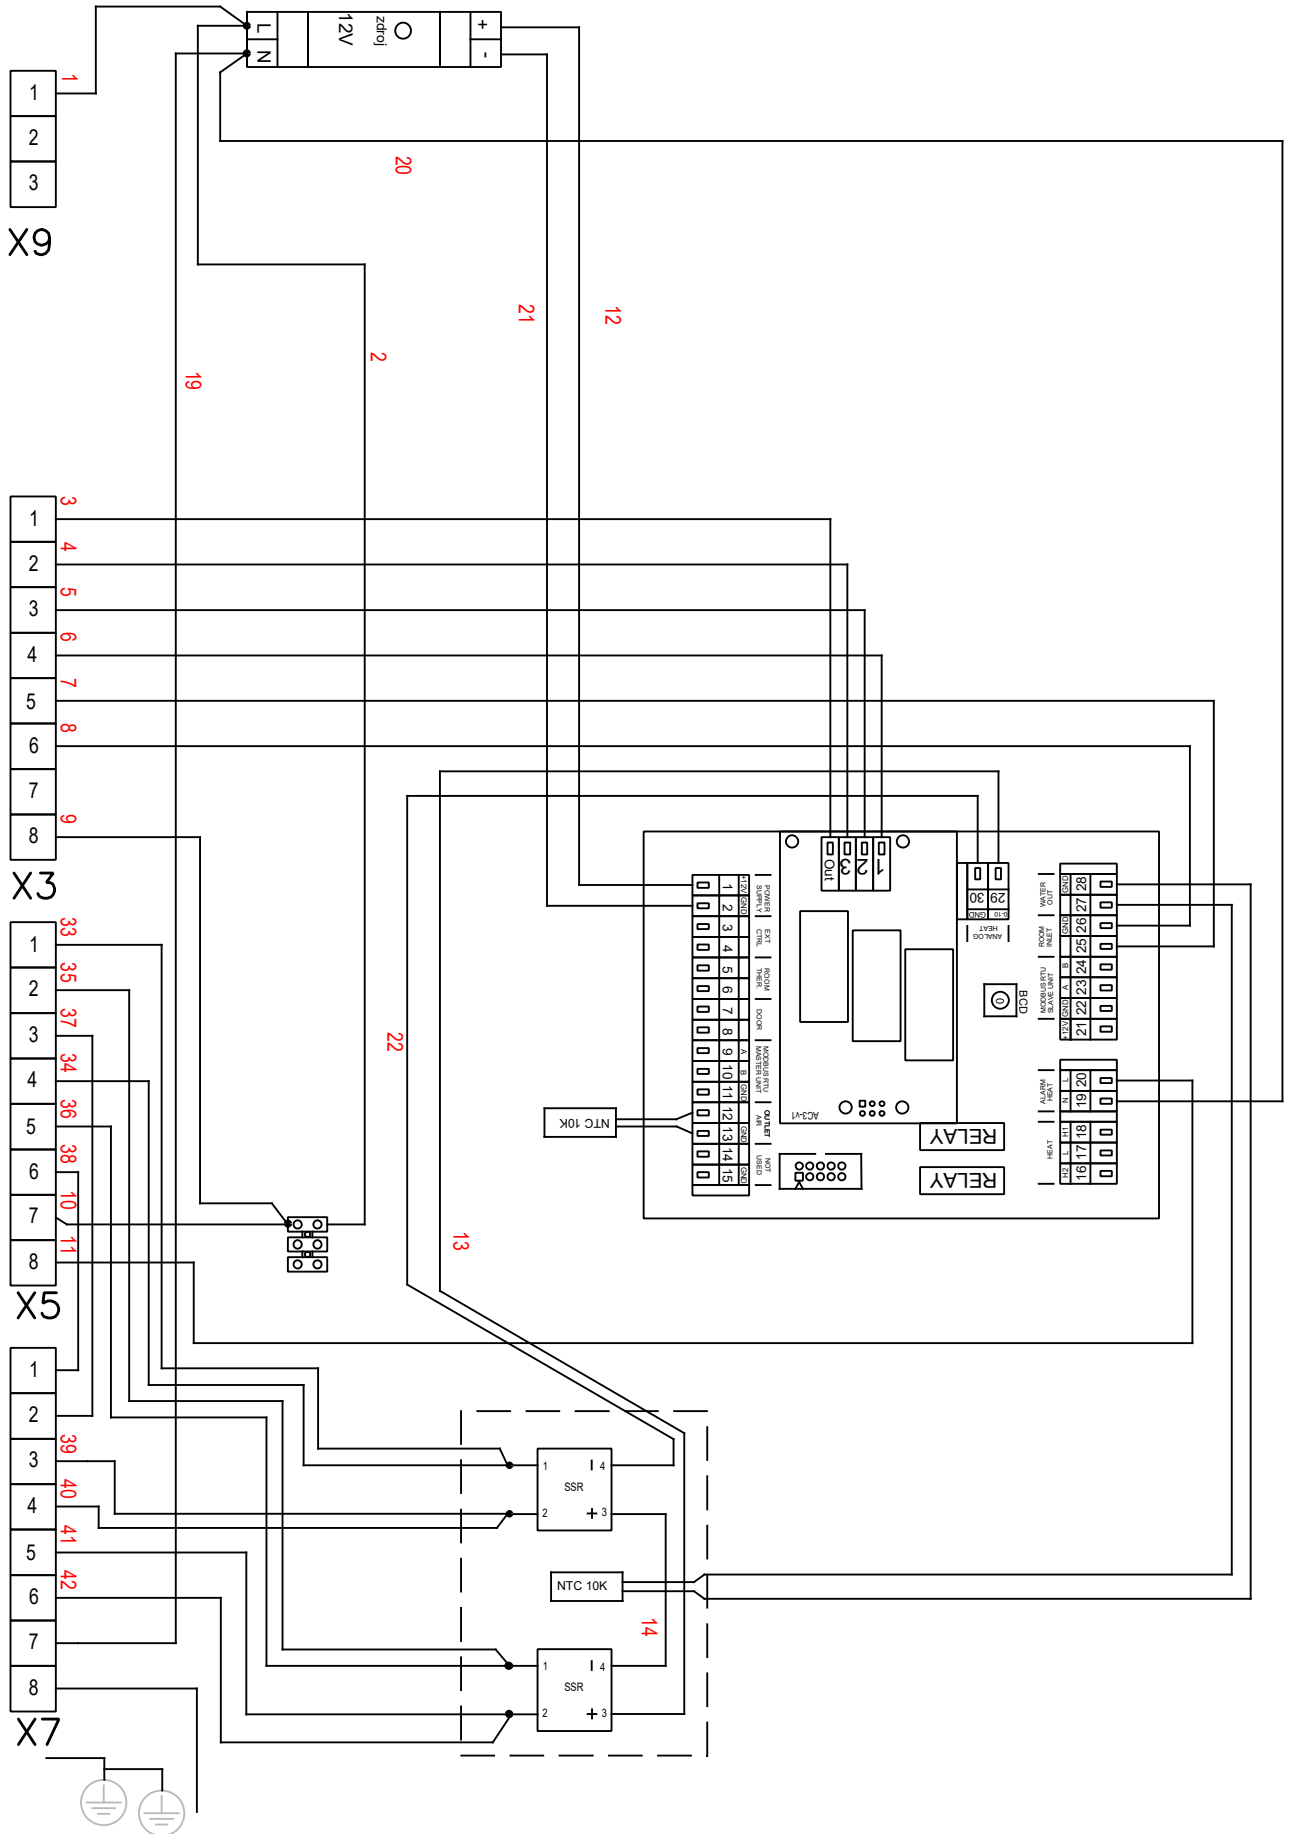 L
N
12V
zdroj
+
-
1
1
2
3
X9
20
21
12
2
19
1
2
3
4
5
6
7
8
3
4
5
6
7
8
9
X3
1
2
3
4
5
6
7
8
33
35
37
34
36
38
10
11
X5
1
2
3
4
5
6
7
8
39
40
41
42
X7
22
13
14
Out
3
2
1
30
29
GND
0-10
ANALOG
HEAT
1 +12V
2 GND
3
4
5
6
7
8
9 A
10 B
11 GND
12
13 GND
14
15 GND
POWER
SUPPLY
EXT
CTRL
ROOM
THER.
DOOR
MODBUS RTU
MASTER UNIT
OUTLET
AIR
NOT
USED
NTC 10K
AC3-v1
BCD
0
RELAY
RELAY
GND 28
27
GND 26
25
B 24
A 23
GND 22
+12V 21
WATER
OUT
ROOM
INLET
MODBUS RTU
SLAVE UNIT
L 20
N 19
H1 18
L 17
H2 16
ALARM
HEAT
HEAT
1
2
SSR
4
+ 3
NTC 10K
1
2
SSR
4
+ 3